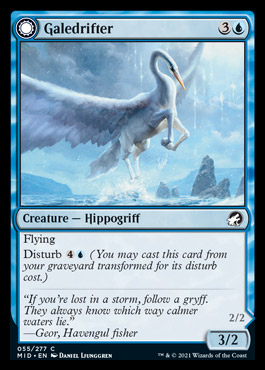 Galedrifter 3
Creature — Hippogriff
Flying
Disturb 4 (You may cast this card from
your graveyard transformed for its disturb
cost.)
“If you’re lost in a storm, follow a gryff.
They always know which way calmer
waters lie.”
2/2
—Geor, Havengul fisher
3/2
055/277 C
MID • EN Daniel Ljunggren
™ & © 2021 Wizards of the Coast